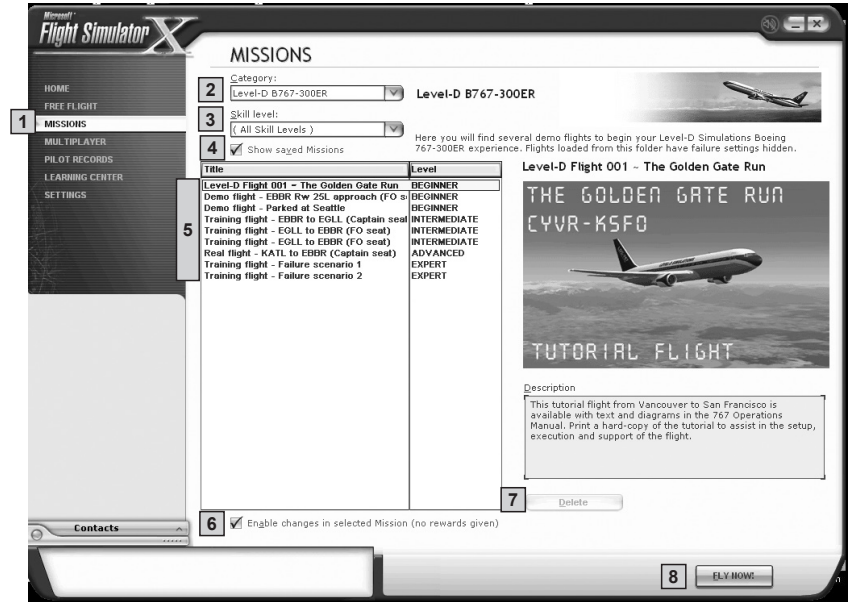 Microsoft
Flight Simulator X
MISSIONS
HOME
FREE FLIGHT
1
MISSIONS
MULTIPLAYER
PILOT RECORDS
LEARNING CENTER
SETTINGS
Category:
2
Level-D B767-300ER
Skill level:
3
( All Skill Levels )
4
Show saved Missions
Level-D B767-300ER
Here you will find several demo flights to begin your Level-D Simulations Boeing
767-300ER experience. Flights loaded from this folder have failure settings hidden.
Title Level
5
Level-D Flight 001 - The Golden Gate Run BEGINNER
Demo flight - EBBR Rw 25L approach (FO s BEGINNER
Demo flight - Parked at Seattle BEGINNER
Training flight - EBBR to EGLL (Captain seat INTERMEDIATE
Training flight - EGLL to EBBR (FO seat) INTERMEDIATE
Training flight - EGLL to EBBR (FO seat) INTERMEDIATE
Real flight - KATL to EBBR (Captain seat) ADVANCED
Training flight - Failure scenario 1 EXPERT
Training flight - Failure scenario 2 EXPERT
Level-D Flight 001 - The Golden Gate Run
THE GOLDEN GATE RUN
CYVR-KSFO
TUTORIAL FLIGHT
Description
This tutorial flight from Vancouver to San Francisco is
available with text and diagrams in the 767 Operations
Manual. Print a hard-copy of the tutorial to assist in the setup,
execution and support of the flight.
7
Delete
6
Enable changes in selected Mission (no rewards given)
Contacts
8
FLY NOW!